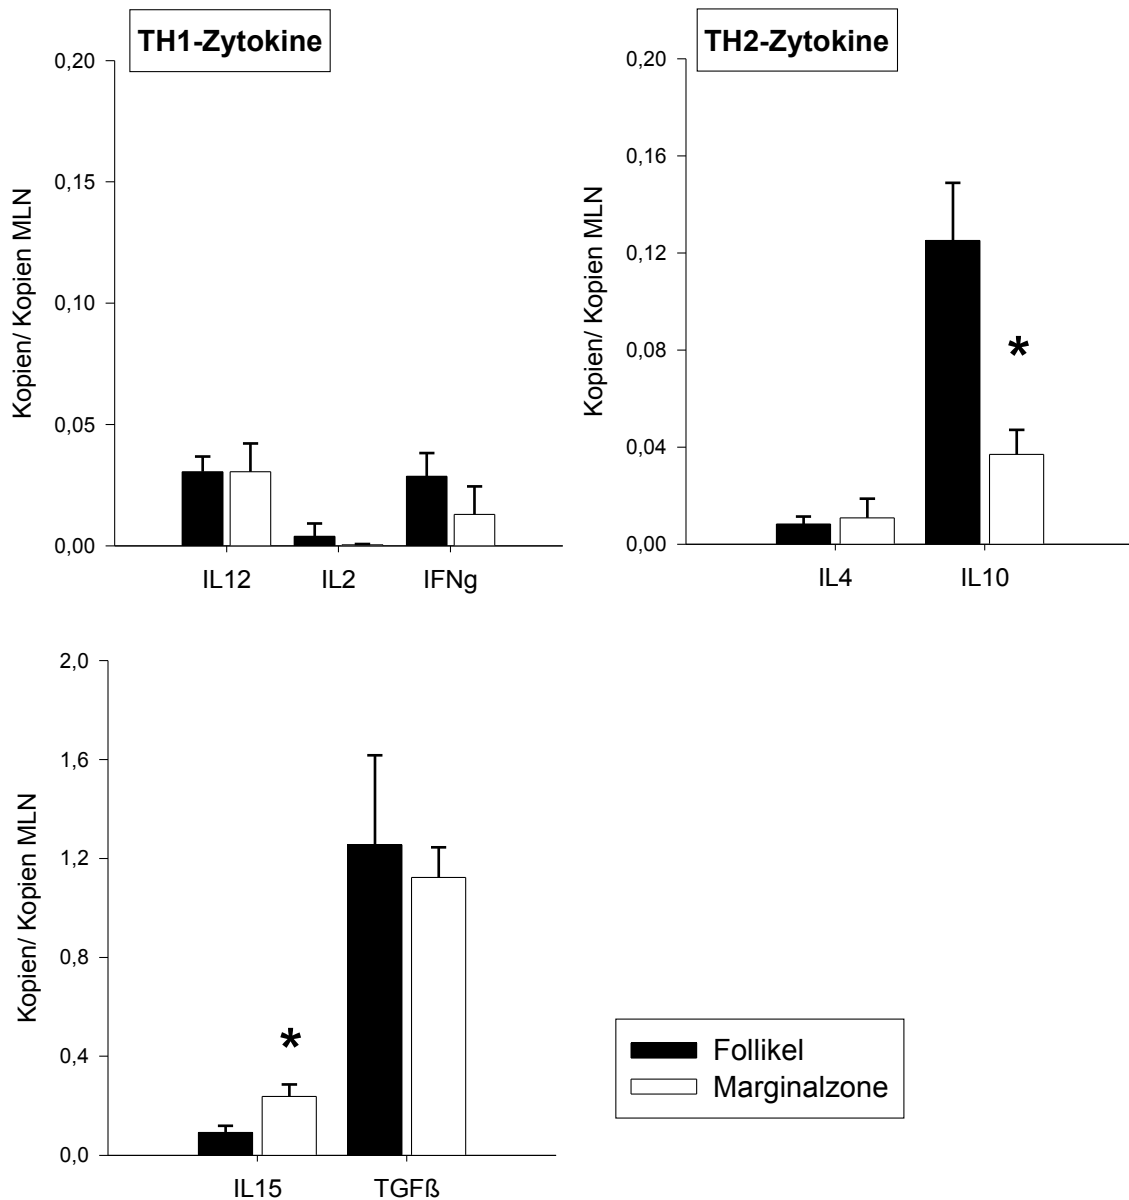 TH1-Zytokine
Kopien/ Kopien MLN
0,20
0,15
0,10
0,05
0,00
IL12 IL2 IFNg
TH2-Zytokine
Kopien/ Kopien MLN
0,20
0,16
0,12
0,08
0,04
0,00
*
IL4 IL10
Kopien/ Kopien MLN
2,0
1,6
1,2
0,8
0,4
0,0
*
IL15 TGFß
Follikel
Marginalzone